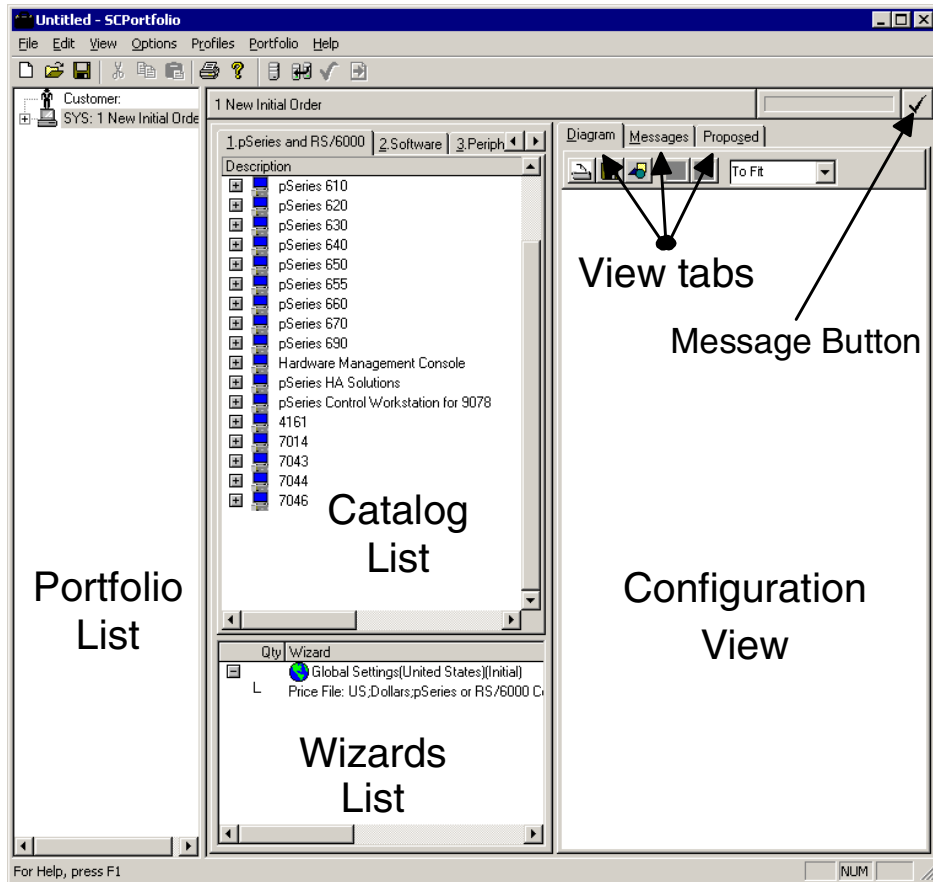 Untitled - SCPortfolio
File Edit View Options Profiles Portfolio Help
Customer:
SYS: 1 New Initial Orde
1 New Initial Order
1.pSeries and RS/6000 2.Software 3.Periph
Description
pSeries 610
pSeries 620
pSeries 630
pSeries 640
pSeries 650
pSeries 655
pSeries 660
pSeries 670
pSeries 690
Hardware Management Console
pSeries HA Solutions
pSeries Control Workstation for 9078
4161
7014
7043
7044
7046
Catalog
List
Portfolio
List
Qty Wizard
Global Settings(United States)(Initial)
Price File: US;Dollars;pSeries or RS/6000 C
Wizards
List
Diagram Messages Proposed
To Fit
View tabs
Message Button
Configuration
View
For Help, press F1
NUM